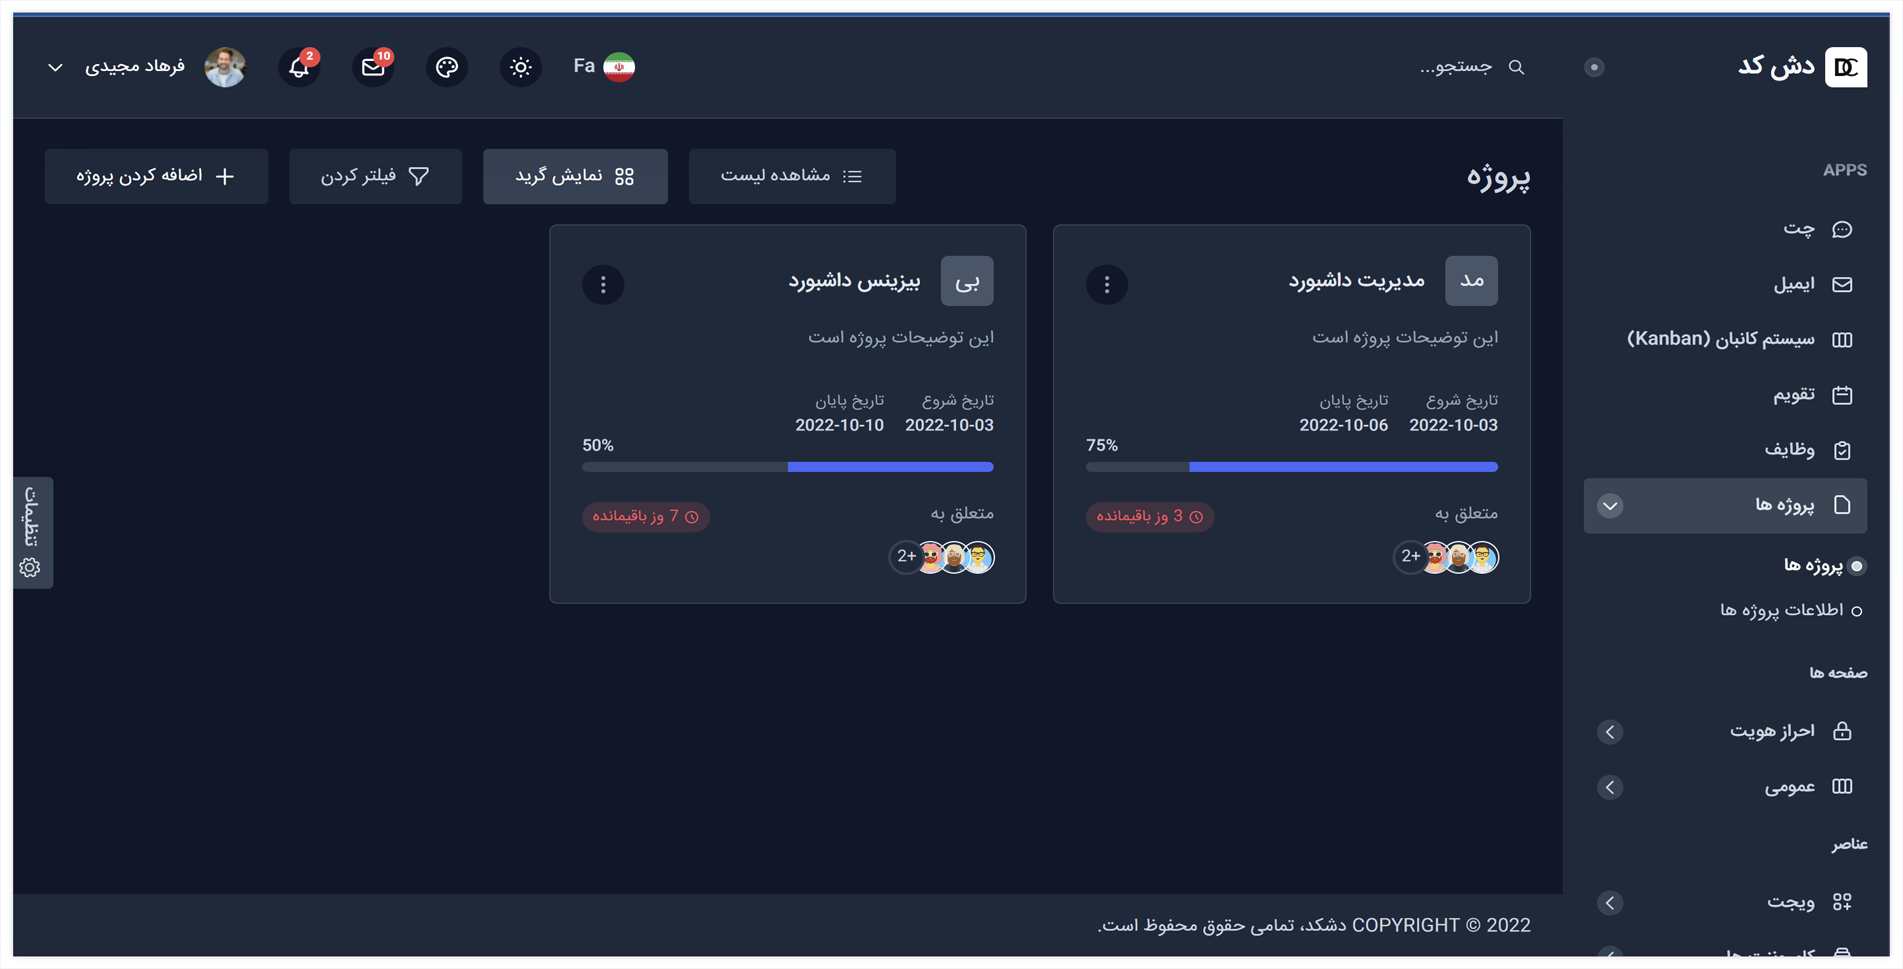 دش کد
جستجو...
Fa
10
2
فرهاد مجیدی
APPS
چت
ایمیل
سیستم کانبان (Kanban)
تقویم
وظایف
پروژه ها
پروژه ها
اطلاعات پروژه ها
صفحه ها
احراز هویت
عمومی
عناصر
ویجت
پروژه
مشاهده لیست
نمایش گرید
فیلتر کردن
اضافه کردن پروژه
مد
مدیریت داشبورد
این توضیحات پروژه است
تاریخ شروع
2022-10-03
تاریخ پایان
2022-10-06
75%
متعلق به
3 وز باقیمانده
2+
بی
بیزینس داشبورد
این توضیحات پروژه است
تاریخ شروع
2022-10-03
تاریخ پایان
2022-10-10
50%
متعلق به
7 وز باقیمانده
2+
تنظیمات
COPYRIGHT © 2022 دشکد، تمامی حقوق محفوظ است.